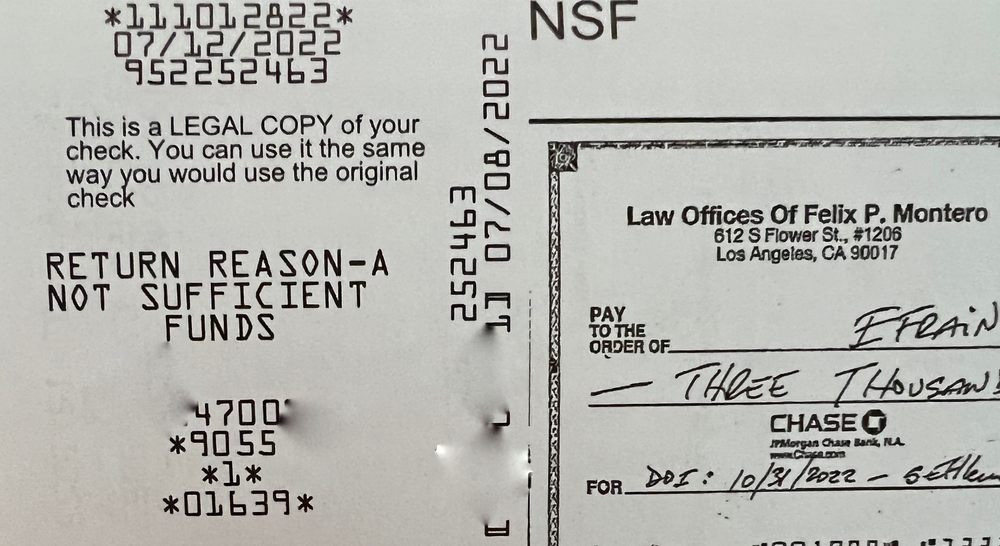 *111012822*
07/12/2022
952252463
This is a LEGAL COPY of your
check. You can use it the same
way you would use the original
check
RETURN REASON-A
NOT SUFFICIENT
FUNDS
4700
*9055
*1*
*01639*
252463
07/08/2022
NSF
Law Offices Of Felix P. Montero
612 S Flower St., #1206
Los Angeles, CA 90017
PAY
TO THE
ORDER OF
EFRAIN
— THREE THOUSAN
CHASE
JPMorgan Chase Bank, N.A.
www.Chase.com
FOR DOI: 10/31/2022 –